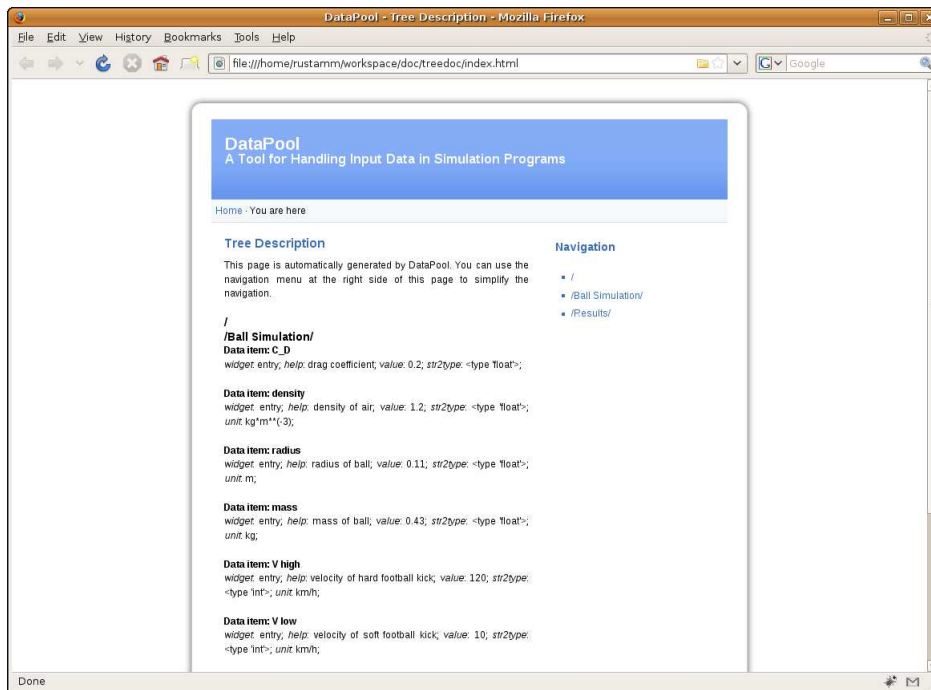 DataPool - Tree Description - Mozilla Firefox
File Edit View History Bookmarks Tools Help
file:///home/rustamm/workspace/doc/treedoc/index.html
G Google
DataPool
A Tool for Handling Input Data in Simulation Programs
Home · You are here
Tree Description
This page is automatically generated by DataPool. You can use the
navigation menu at the right side of this page to simplify the
navigation.
/
/Ball Simulation/
Data item: C_D
widget: entry; help: drag coefficient; value: 0.2; str2type: <type 'float'>;
Data item: density
widget: entry; help: density of air; value: 1.2; str2type: <type 'float'>;
unit: kg*m**(-3);
Data item: radius
widget: entry; help: radius of ball; value: 0.11; str2type: <type 'float'>;
unit: m;
Data item: mass
widget: entry; help: mass of ball; value: 0.43; str2type: <type 'float'>;
unit: kg;
Data item: V high
widget: entry; help: velocity of hard football kick; value: 120; str2type:
<type 'int'>; unit: km/h;
Data item: V low
widget: entry; help: velocity of soft football kick; value: 10; str2type:
<type 'int'>; unit: km/h;
Navigation
/
/Ball Simulation/
/Results/
Done